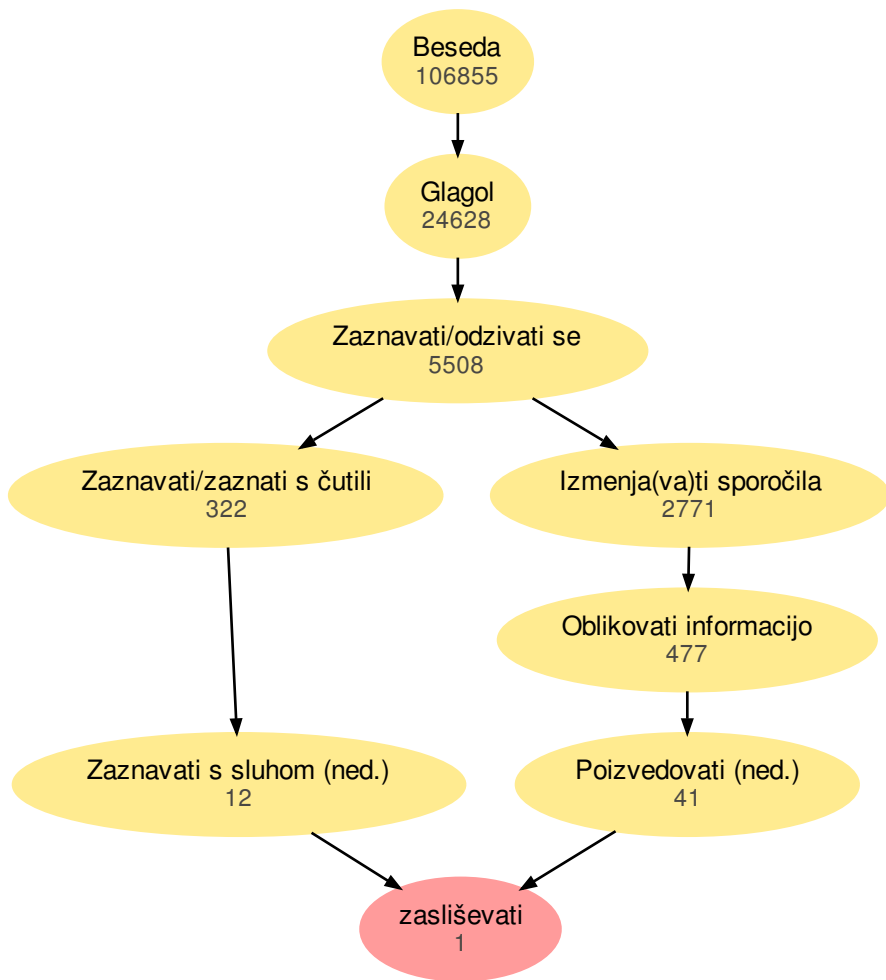 Beseda
106855
Glagol
24628
Zaznavati/odzivati se
5508
Zaznavati/zaznati s čutili
322
Izmenja(va)ti sporočila
2771
Oblikovati informacijo
477
Zaznavati s sluhom (ned.)
12
Poizvedovati (ned.)
41
zasliševati
1